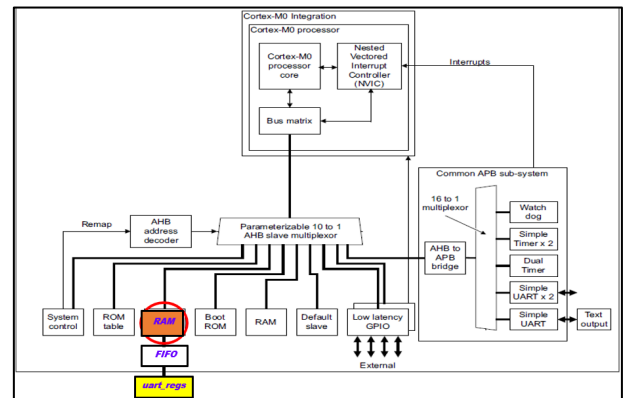 Cortex-M0 Integration
Cortex-M0 processor
Cortex-M0
processor
core
Nested
Vectored
Interrupt
Controller
(NVIC)
Bus matrix
Interrupts
Common APB sub-system
16 to 1
multiplexor
Remap
AHB
address
decoder
Parameterizable 10 to 1
AHB slave multiplexor
AHB to
APB
bridge
Watch
dog
Simple
Timer x 2
Dual
Timer
Simple
UART x 2
Simple
UART
Text
output
System
control
ROM
table
RAM
Boot
ROM
RAM
Default
slave
Low latency
GPIO
External
FIFO
uart_regs